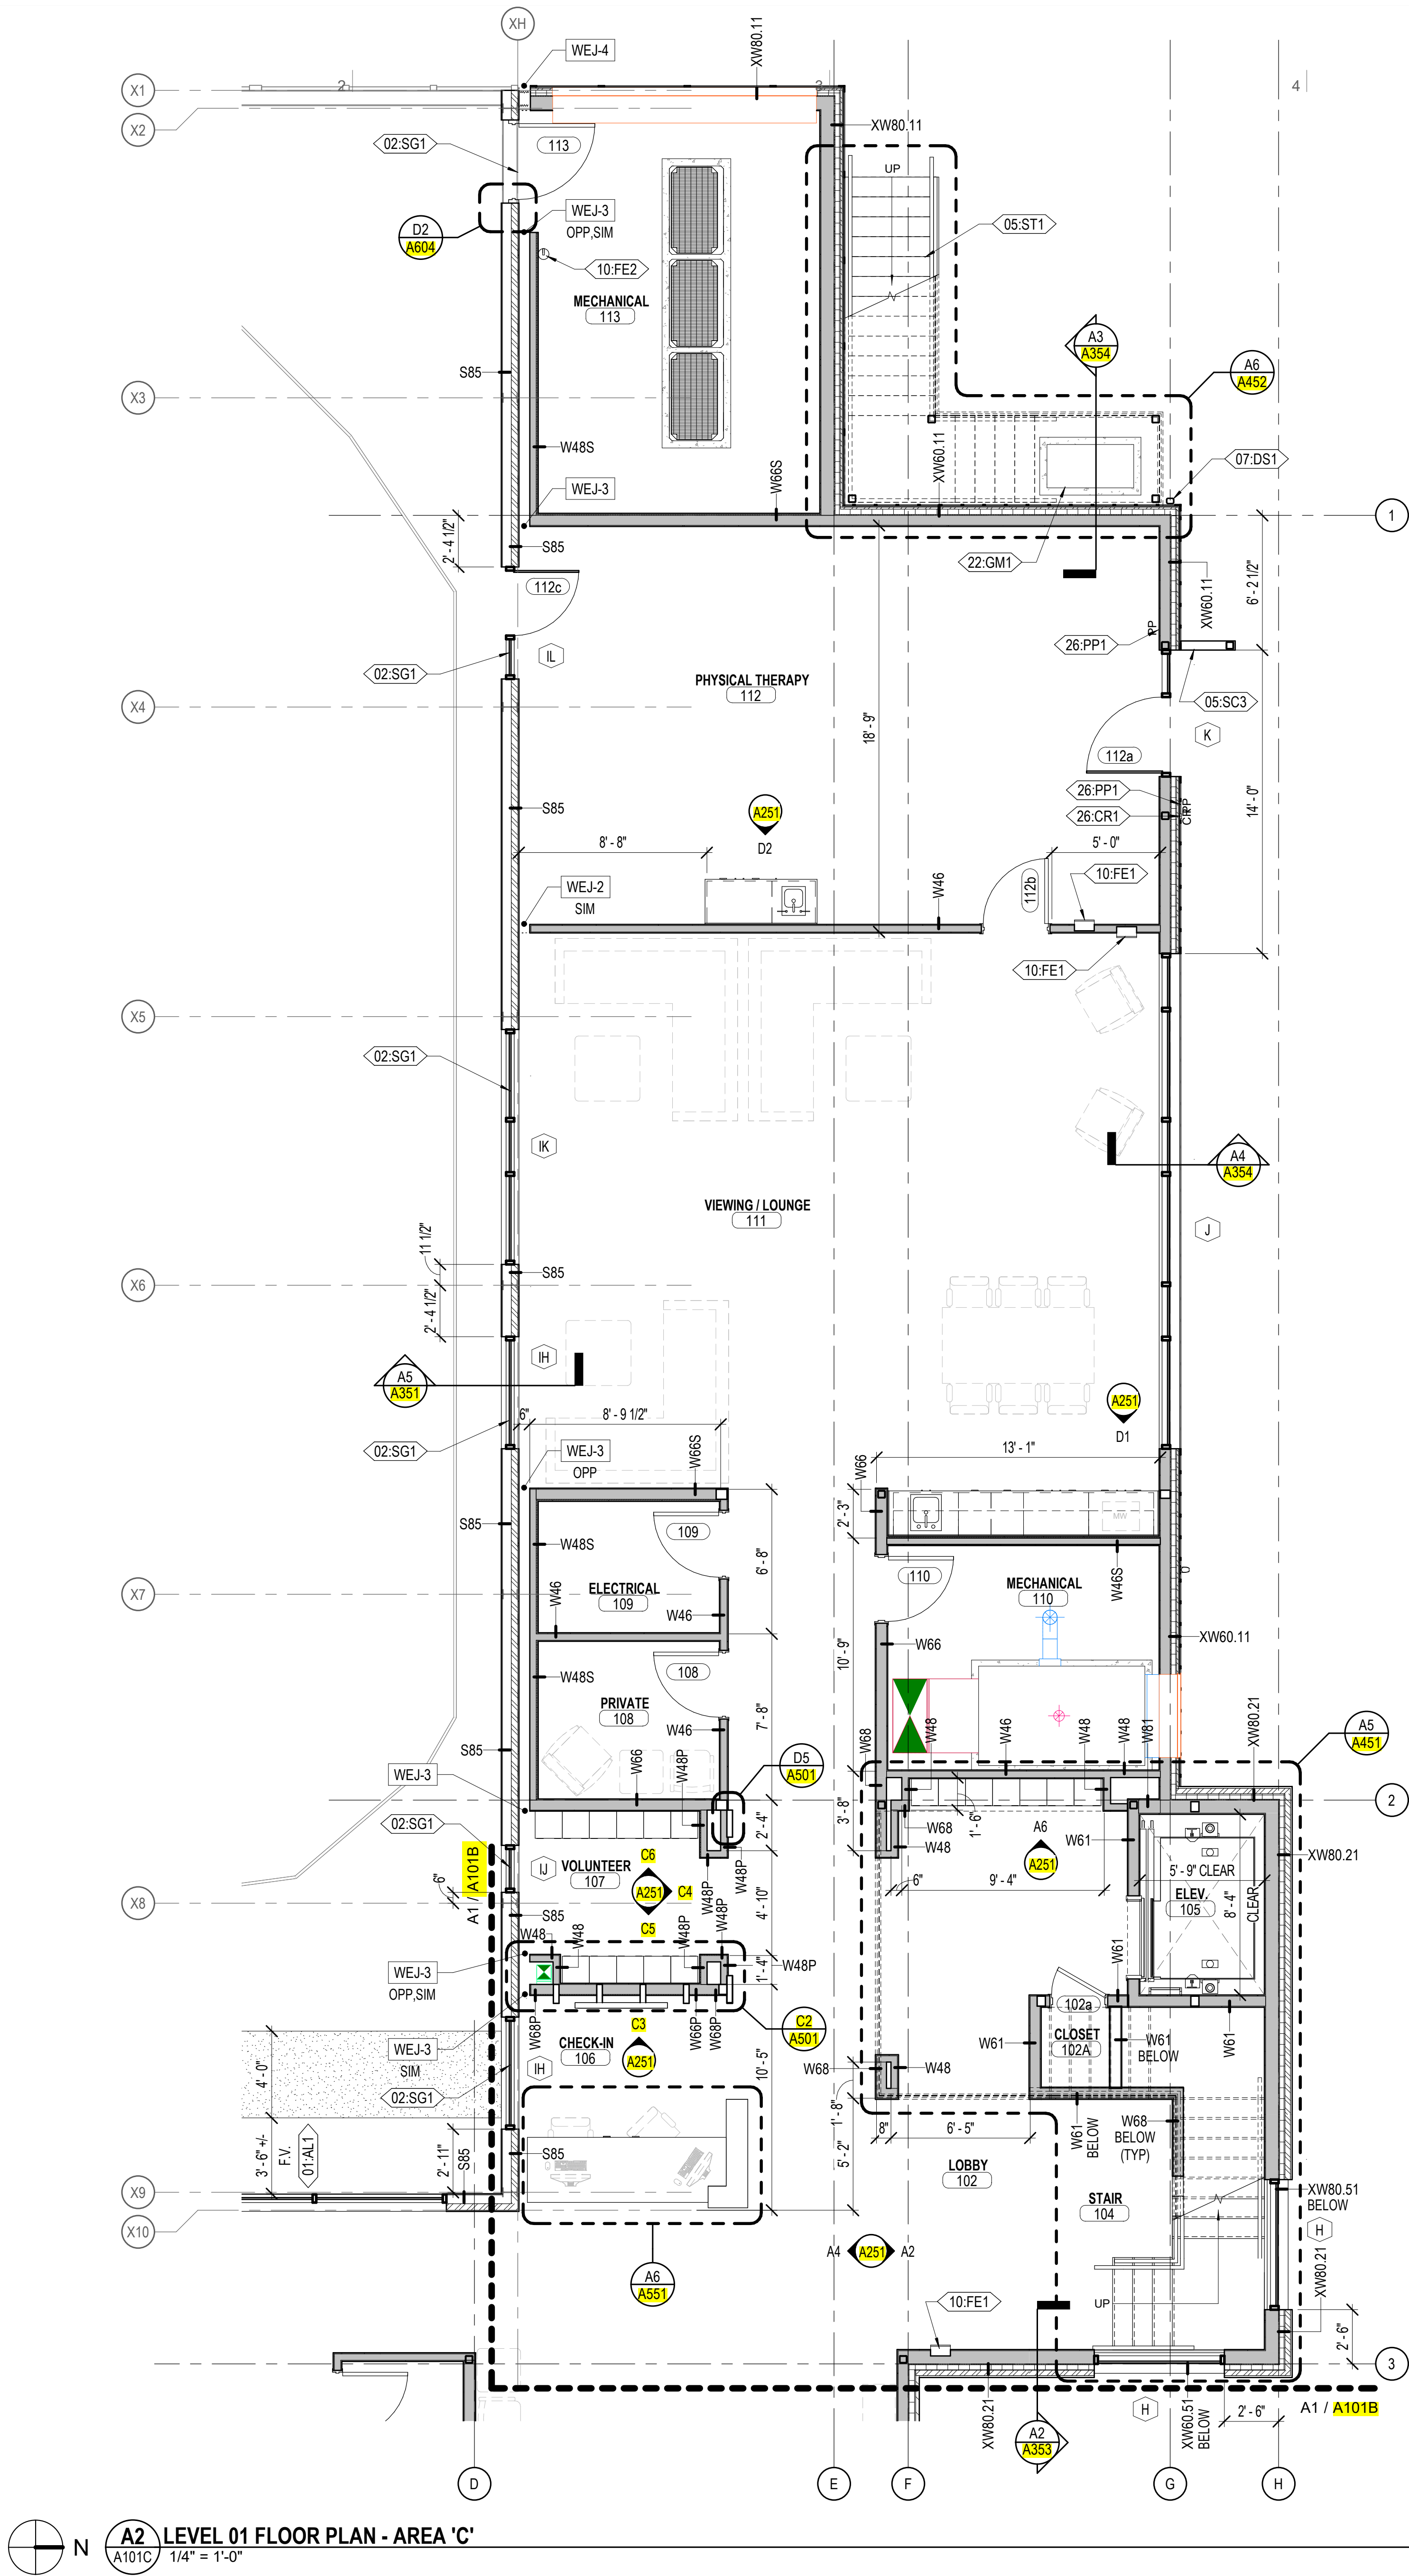 XH
WEJ-4
XW80.11
X1
2
2
4
X2
XW80.11
02:SG1
113
UP
WEJ-3
OPP,SIM
05:ST1
D2
A604
10:FE2
MECHANICAL
113
A3
A354
A6
A452
S85
X3
W48S
XW60.11
W66S
07:DS1
WEJ-3
1
2' - 4 1/2"
S85
22:GM1
112c
6' - 2 1/2"
XW60.11
PP
26:PP1
IL
02:SG1
PHYSICAL THERAPY
112
05:SC3
X4
18' - 9"
K
112a
26:PP1
PP
A251
D2
S85
26:CR1
CR
14' - 0"
8' - 8"
5' - 0"
10:FE1
WEJ-2
SIM
W46
112b
10:FE1
X5
02:SG1
IK
A4
A354
VIEWING / LOUNGE
111
J
11 1/2"
S85
X6
2' - 4 1/2"
IH
A5
A351
A251
D1
6"
8' - 9 1/2"
02:SG1
WEJ-3
OPP
W66S
13' - 1"
W66
2' - 3"
MW
S85
109
W48S
6' - 8"
W46S
X7
W46
ELECTRICAL
109
W46
110
MECHANICAL
110
0
10' - 9"
W66
XW60.11
W48S
108
PRIVATE
108
W46
7' - 8"
W68
W48
W46
W48
W48
W81
XW80.21
A5
A451
S85
W66
W48P
D5
A501
WEJ-3
3' - 8"
2
02:SG1
2' - 4"
W68
1' - 6"
A6
A251
W61
W48
XW80.21
A1 / A101B
IJ
VOLUNTEER
107
C6
A251
C4
C5
W48P
W48P
5' - 9" CLEAR
ELEV.
105
8' - 4"
CLEAR
6"
X8
S85
4' - 10"
6"
9' - 4"
W48
W48
W48P
W48P
W48P
1' - 4"
WEJ-3
OPP,SIM
W61
102a
C2
A501
W68P
C3
A251
W66P
W68P
CHECK-IN
106
W61
CLOSET
102A
W61
BELOW
W61
WEJ-3
SIM
IH
10' - 5"
W68
W48
4' - 0"
02:SG1
1' - 8"
8"
6' - 5"
W61
BELOW
W68
BELOW
(TYP)
3' - 6" +/-
F.V.
01:AL1
2' - 11"
S85
S85
5' - 2"
LOBBY
102
X9
STAIR
104
XW80.51
BELOW
X10
H
A4
A251
A2
A6
A551
XW80.21
10:FE1
UP
2' - 6"
3
A1 / A101B
XW80.21
A2
A353
H
XW60.51
BELOW
2' - 6"
D
E
F
G
H
N
A2
A101C
LEVEL 01 FLOOR PLAN - AREA 'C'
1/4" = 1'-0"